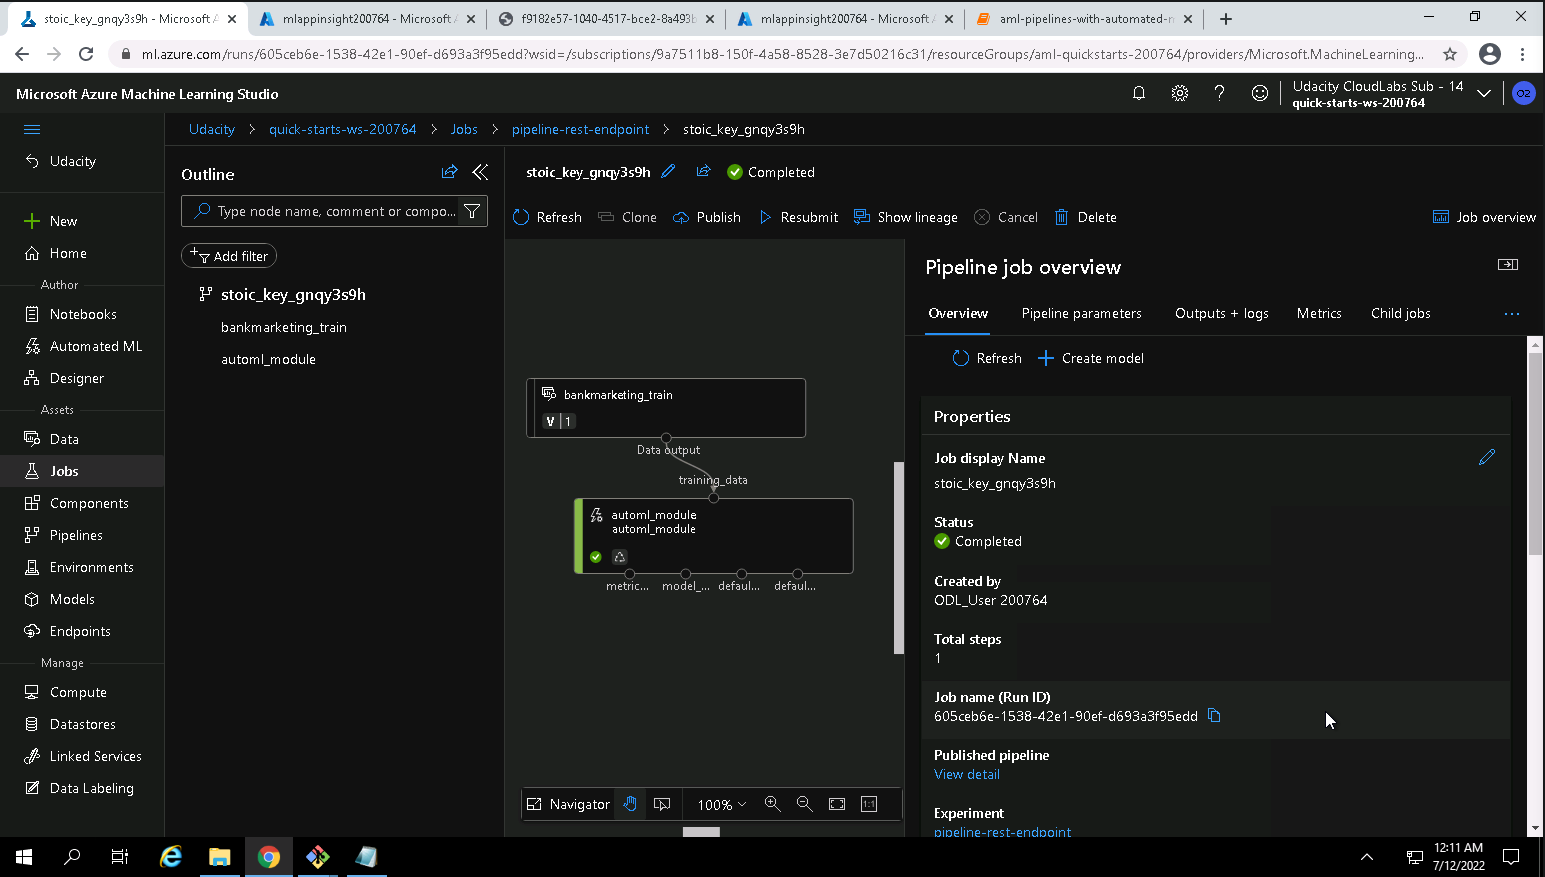 stoic_key_gnqy3s9h - Microsoft A
mlappinsight200764 - Microsoft A
f9182e57-1040-4517-bce2-8a493b
mlappinsight200764 - Microsoft A
aml-pipelines-with-automated-m
ml.azure.com/runs/605ceb6e-1538-42e1-90ef-d693a3f95edd?wsid=/subscriptions/9a7511b8-150f-4a58-8528-3e7d50216c31/resourceGroups/aml-quickstarts-200764/providers/Microsoft.MachineLearning...
Microsoft Azure Machine Learning Studio
Udacity CloudLabs Sub - 14
quick-starts-ws-200764
O2
Udacity > quick-starts-ws-200764 > Jobs > pipeline-rest-endpoint > stoic_key_gnqy3s9h
Udacity
New
Home
Author
Notebooks
Automated ML
Designer
Assets
Data
Jobs
Components
Pipelines
Environments
Models
Endpoints
Manage
Compute
Datastores
Linked Services
Data Labeling
Outline
Type node name, comment or compo...
Add filter
stoic_key_gnqy3s9h
bankmarketing_train
automl_module
stoic_key_gnqy3s9h
Completed
Refresh
Clone
Publish
Resubmit
Show lineage
Cancel
Delete
Job overview
bankmarketing_train
V 1
Data output
training_data
automl_module
automl_module
metric...
model_...
defaul...
defaul...
Navigator
100%
1:1
Pipeline job overview
Overview
Pipeline parameters
Outputs + logs
Metrics
Child jobs
...
Refresh
Create model
Properties
Job display Name
stoic_key_gnqy3s9h
Status
Completed
Created by
ODL_User 200764
Total steps
1
Job name (Run ID)
605ceb6e-1538-42e1-90ef-d693a3f95edd
Published pipeline
View detail
Experiment
pipeline-rest-endpoint
12:11 AM
7/12/2022